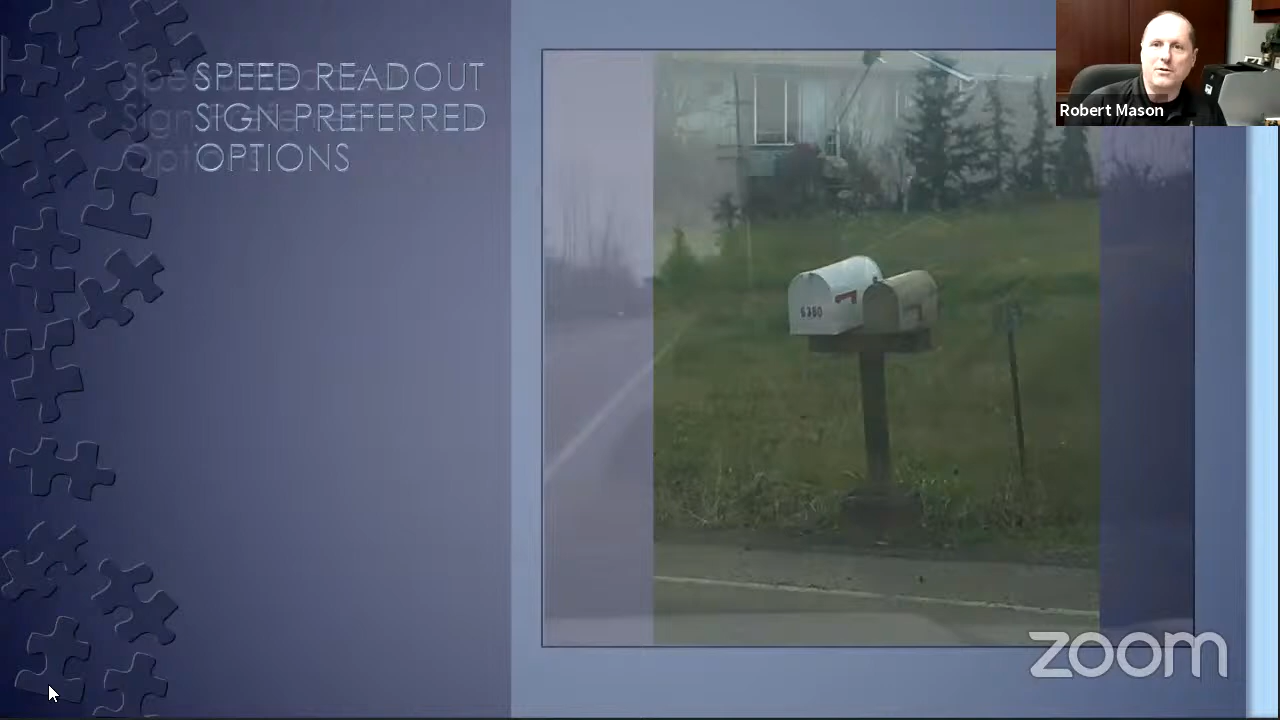 SPEED READOUT
SIGN PREFERRED
OPTIONS
Robert Mason
6360
zoom